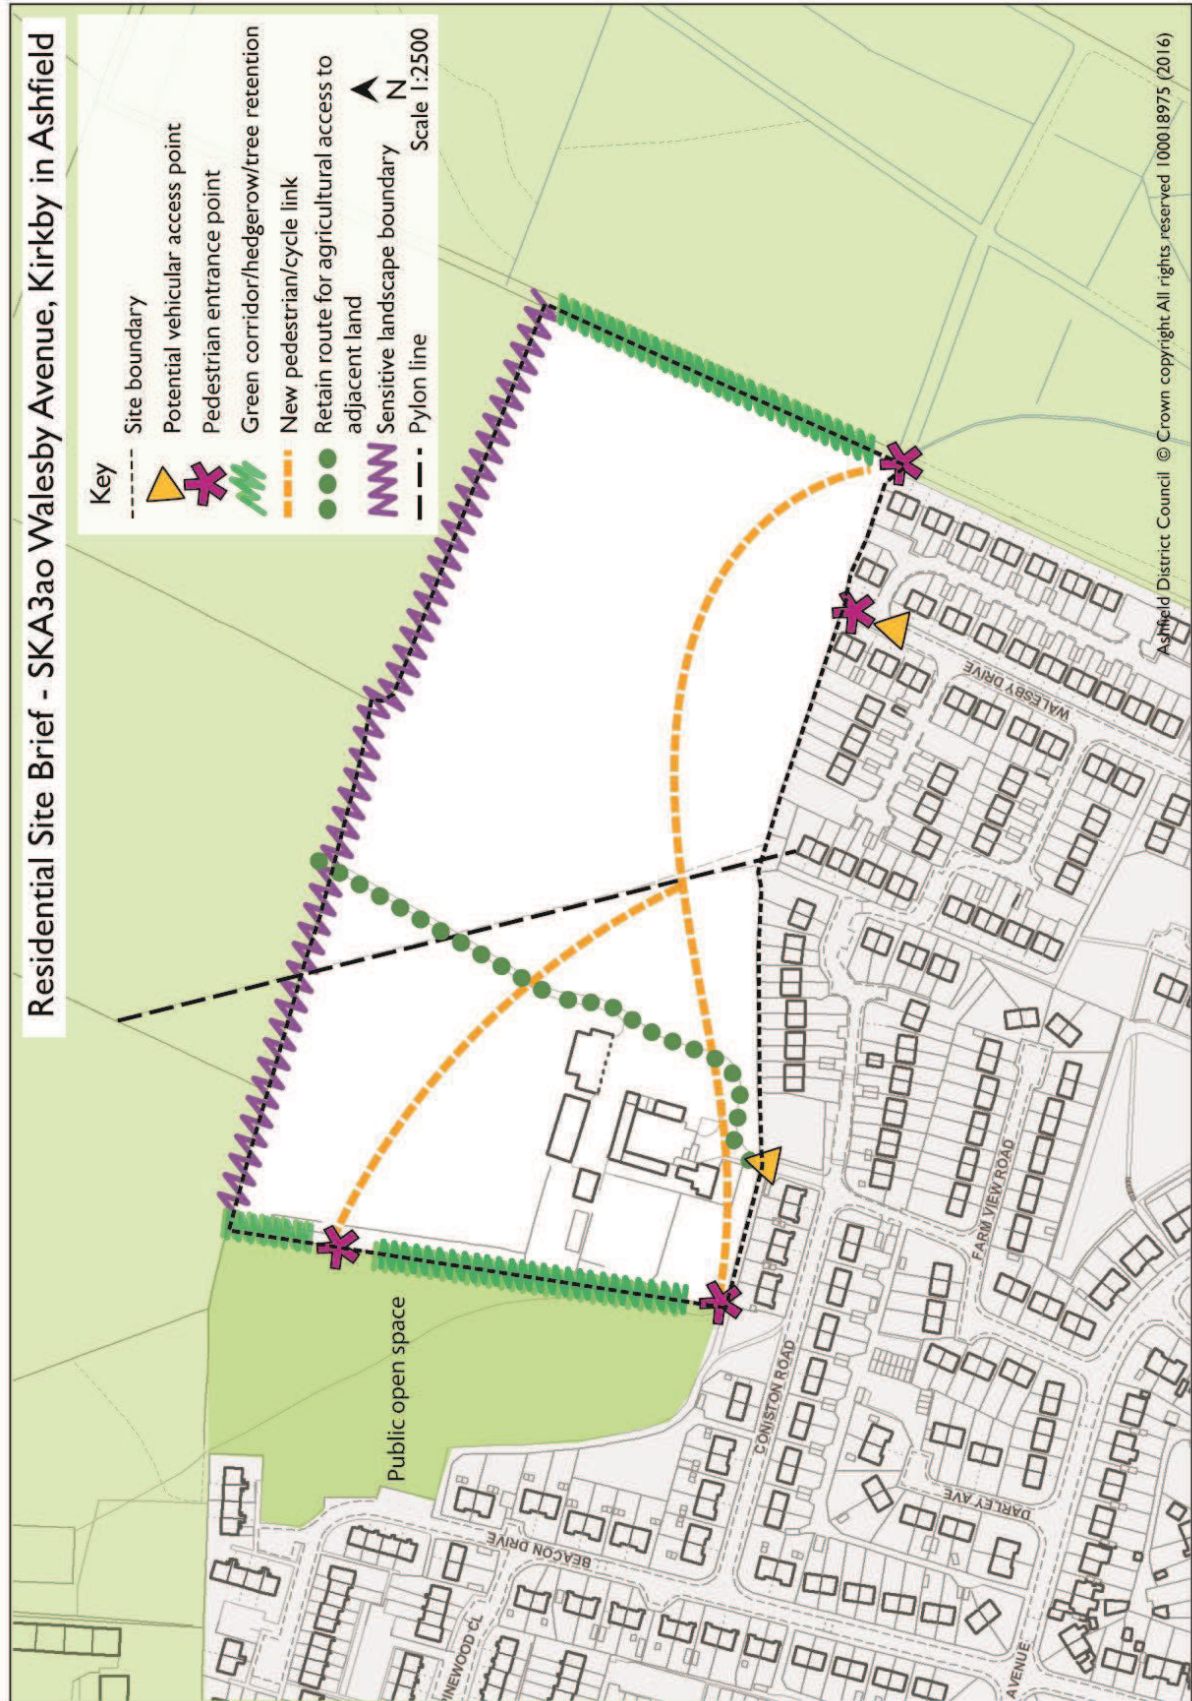 Residential Site Brief - SKA3ao Walesby Avenue, Kirkby in Ashfield
Key
Site boundary
Potential vehicular access point
Pedestrian entrance point
Green corridor/hedgerow/tree retention
New pedestrian/cycle link
Retain route for agricultural access to
adjacent land
Sensitive landscape boundary
Pylon line
N
Scale 1:2500
Public open space
BEACON DRIVE
INEWOOD CL
CONISTON ROAD
DARLEY AVE
AVENUE
FARM VIEW ROAD
WALESBY DRIVE
Ashfield District Council © Crown copyright All rights reserved 100018975 (2016)